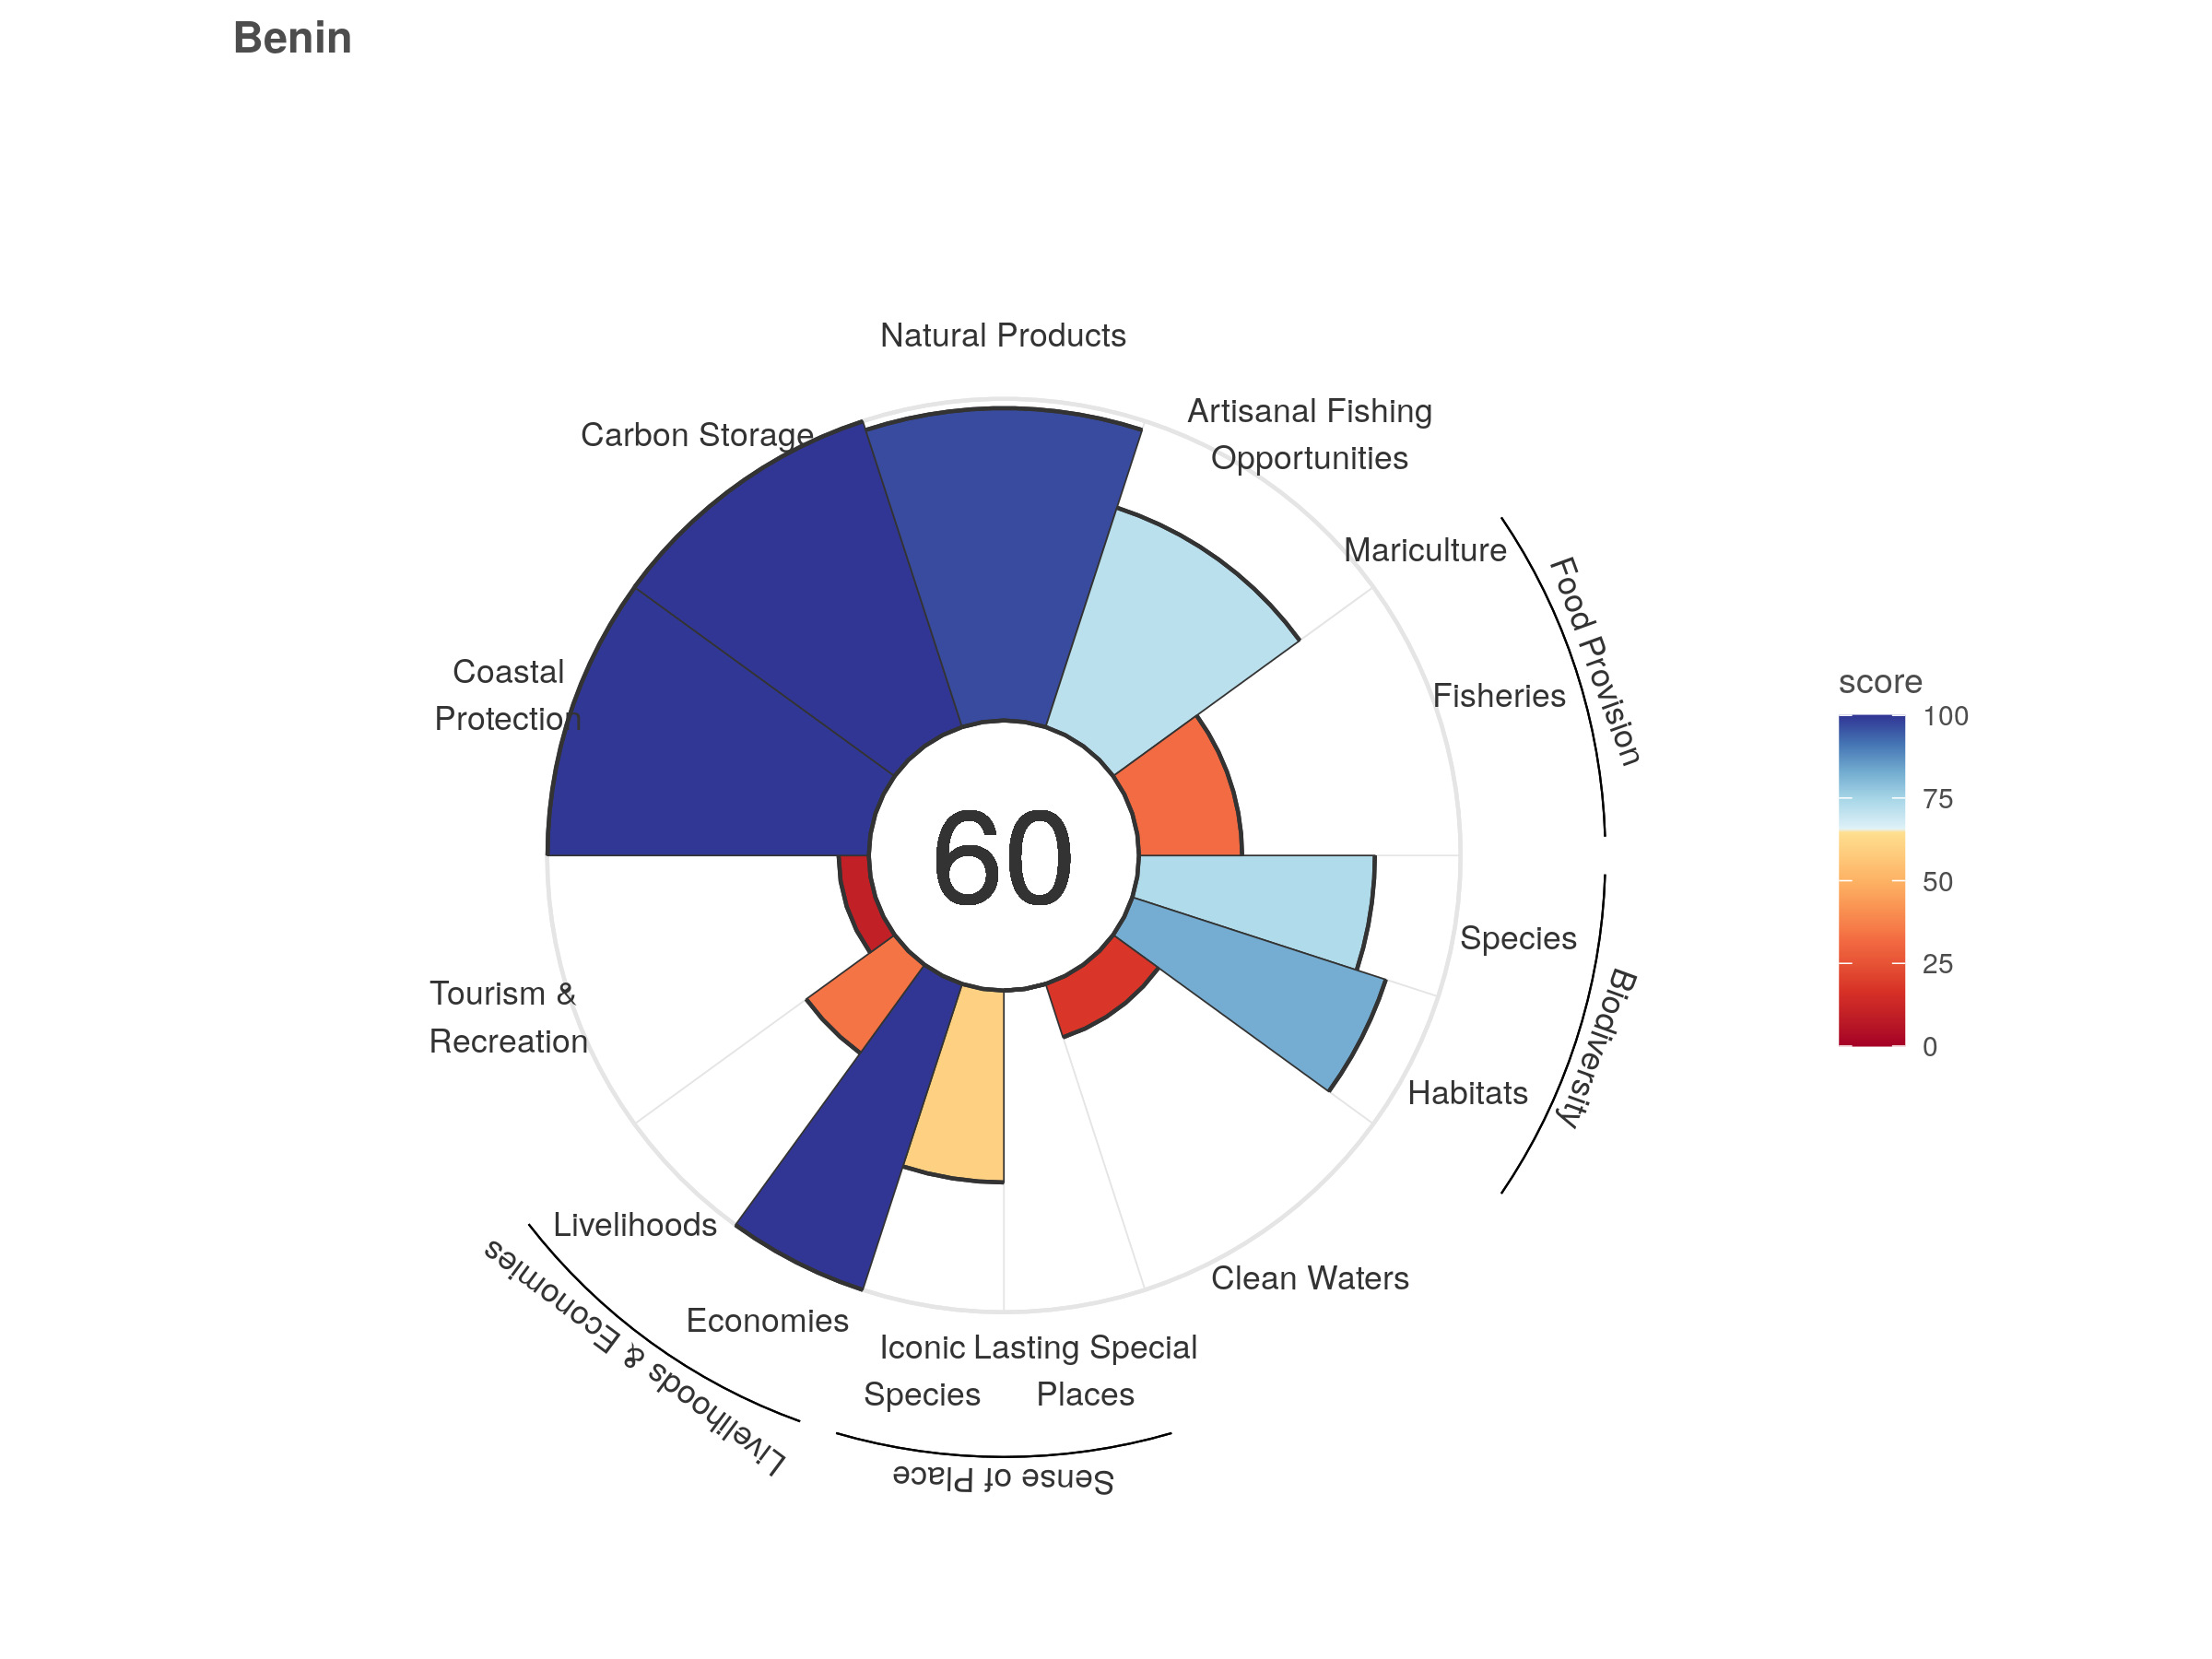 Benin
Natural Products
Carbon Storage
Artisanal Fishing
Opportunities
Mariculture
Food Provision
Fisheries
Coastal
Protection
60
score
100
75
50
25
0
Species
Biodiversity
Habitats
Tourism &
Recreation
Livelihoods
Livelihoods & Economies
Economies
Clean Waters
Iconic
Species
Lasting Special
Places
Sense of Place